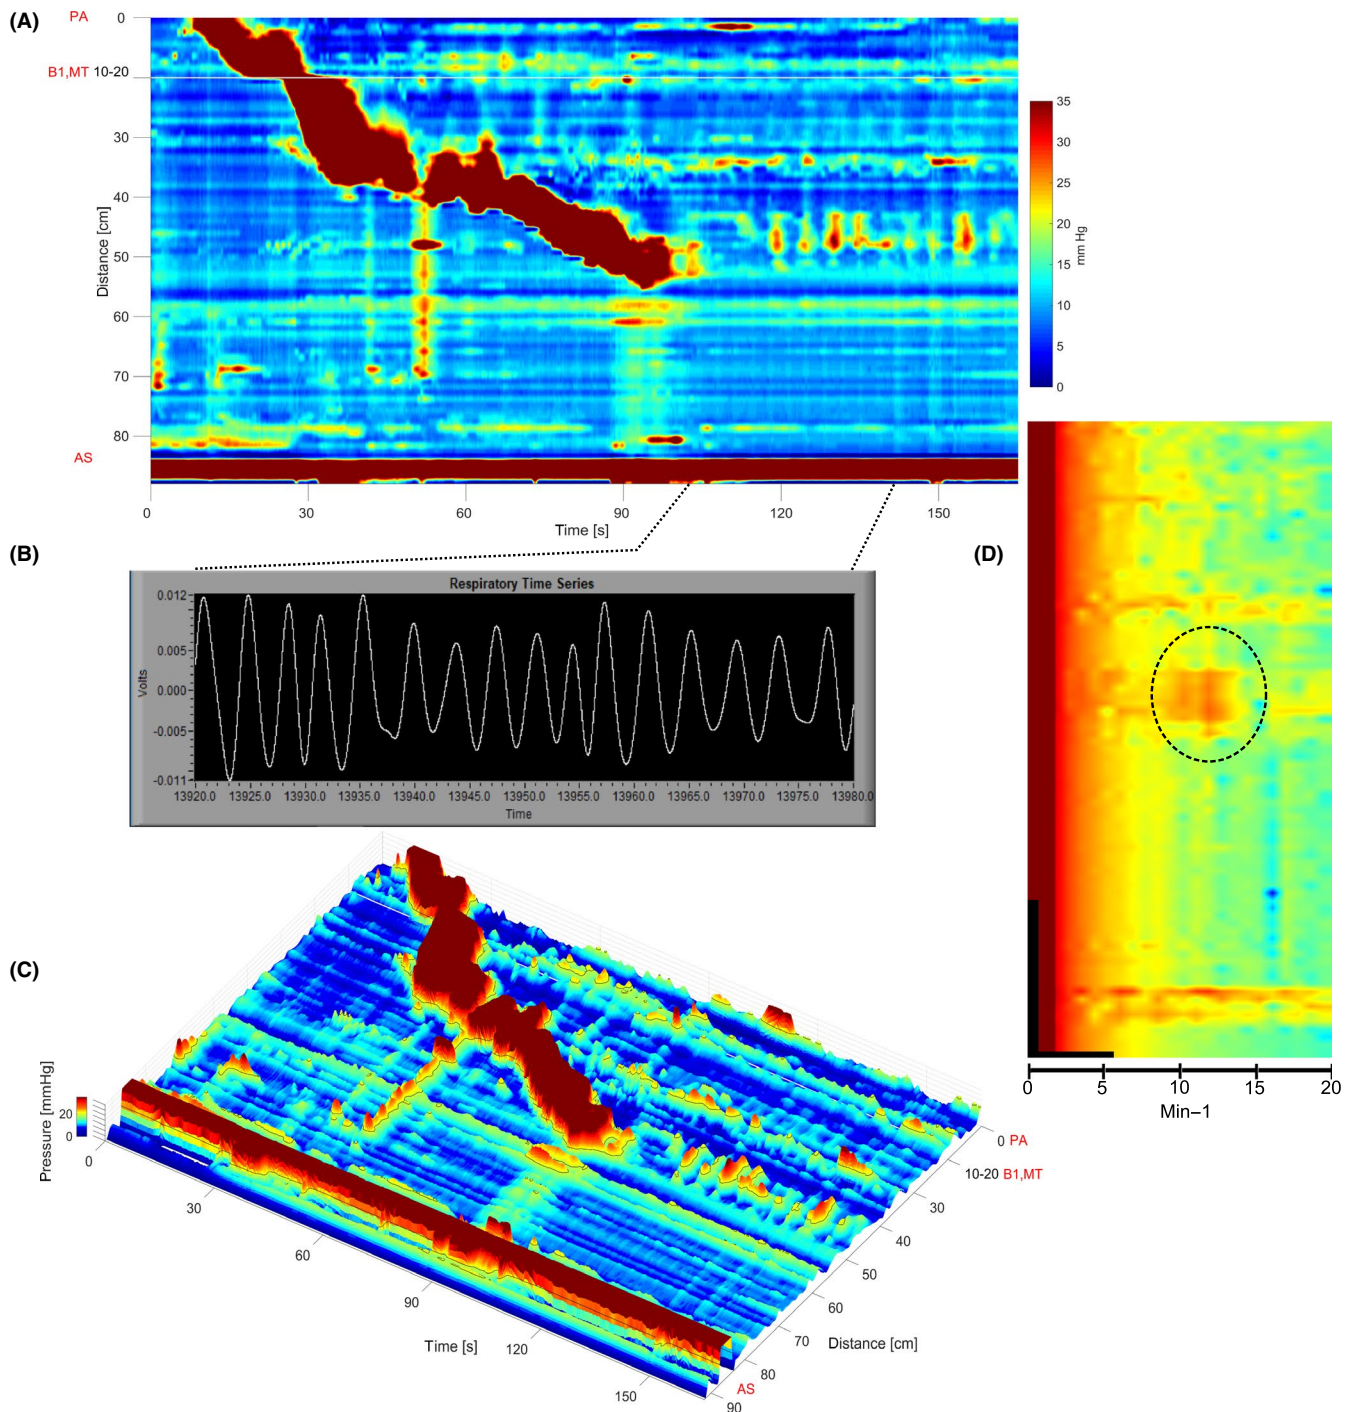 (A)
PA
0
B1,MT 10-20
30
40
50
60
70
80
AS
Distance [cm]
0
30
60
90
120
150
Time [s]
35
30
25
20
15
10
5
0
mm Hg
(B)
Respiratory Time Series
0.012
0.005
0.000
-0.005
-0.011
Volts
13920.0
13925.0
13930.0
13935.0
13940.0
13945.0
13950.0
13955.0
13960.0
13965.0
13970.0
13975.0
13980.0
Time
(D)
0
5
10
15
20
Min–1
(C)
Pressure [mmHg]
20
0
0
30
60
90
120
150
Time [s]
0 PA
10-20 B1,MT
30
40
50
60
70
80
90
AS
Distance [cm]